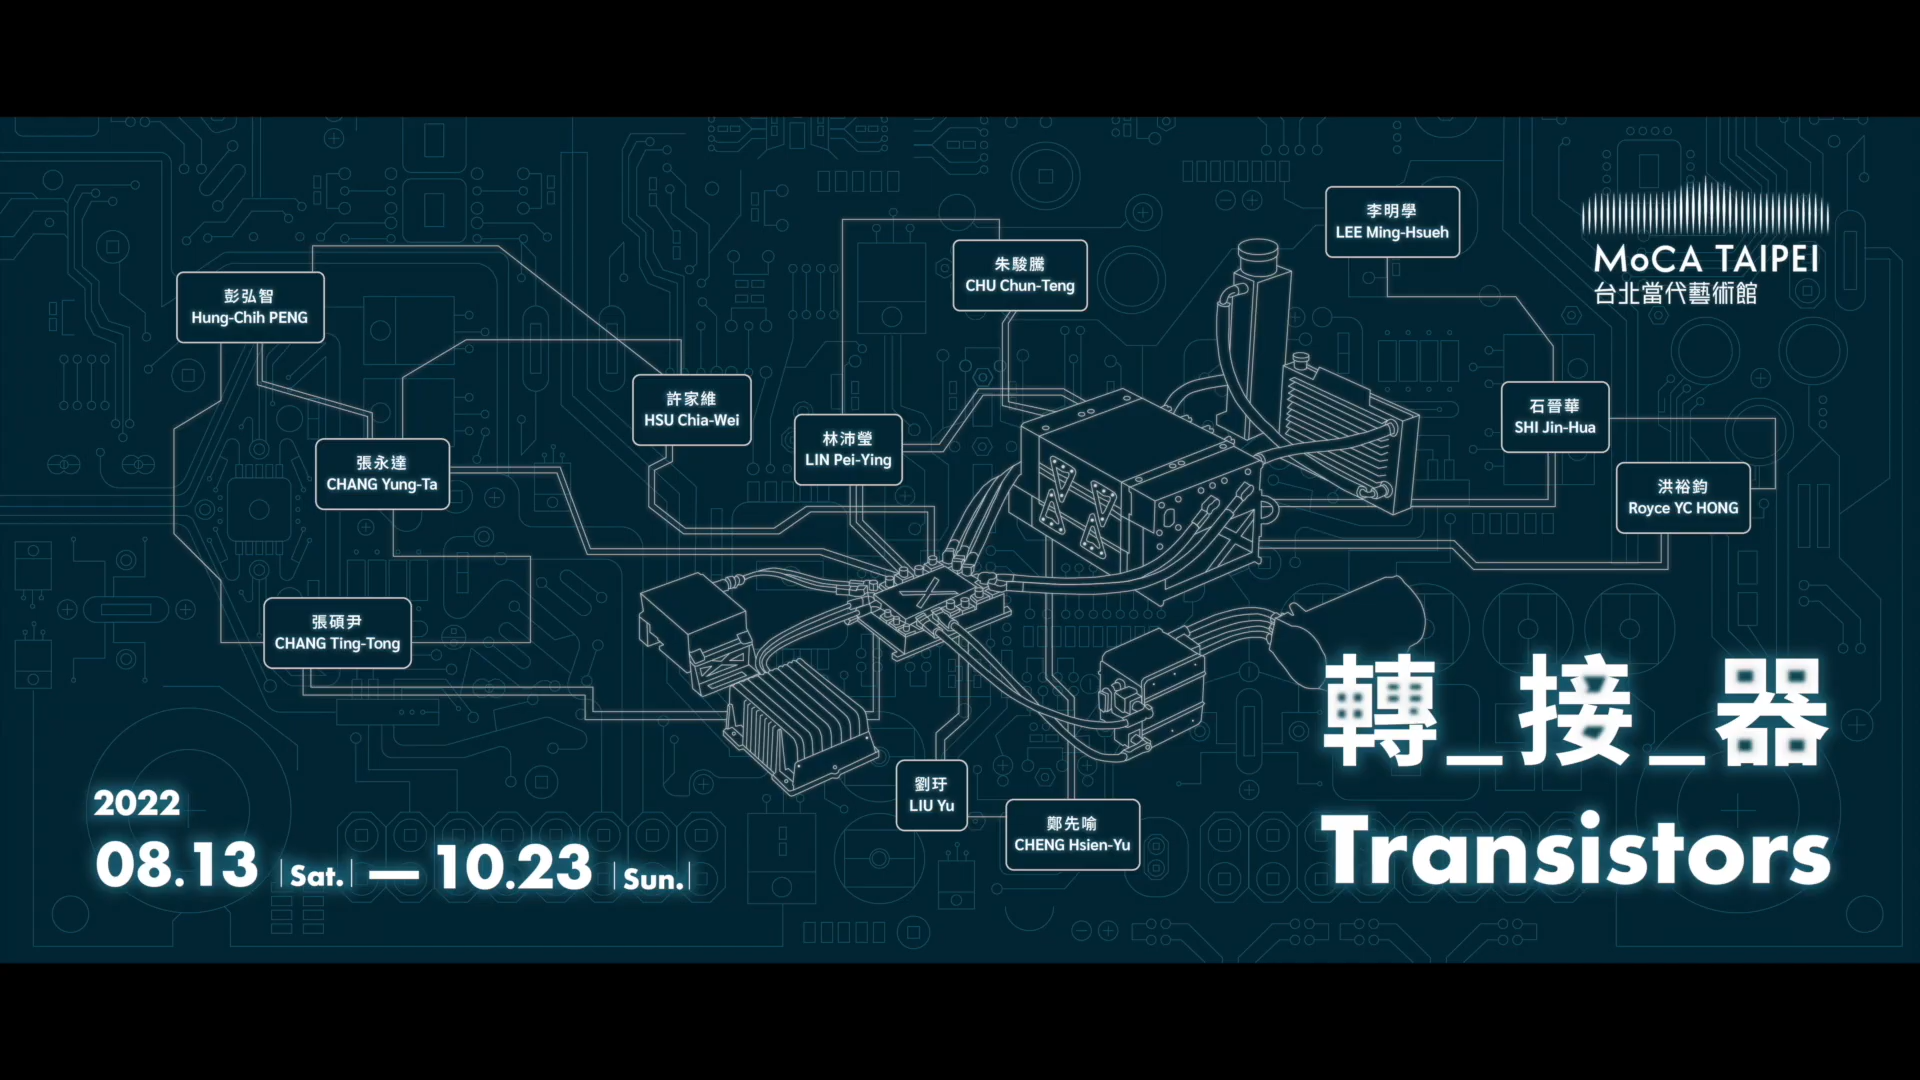 李明學
LEE Ming-Hsueh
MoCA TAIPEI
台北當代藝術館
朱駿騰
CHU Chun-Teng
彭弘智
Hung-Chih PENG
許家維
HSU Chia-Wei
石晉華
SHI Jin-Hua
林沛瑩
LIN Pei-Ying
張永達
CHANG Yung-Ta
洪裕鈞
Royce YC HONG
張碩尹
CHANG Ting-Tong
劉玗
LIU Yu
鄭先喻
CHENG Hsien-Yu
轉_接_器
Transistors
2022
08.13 |Sat.| — 10.23 |Sun.|